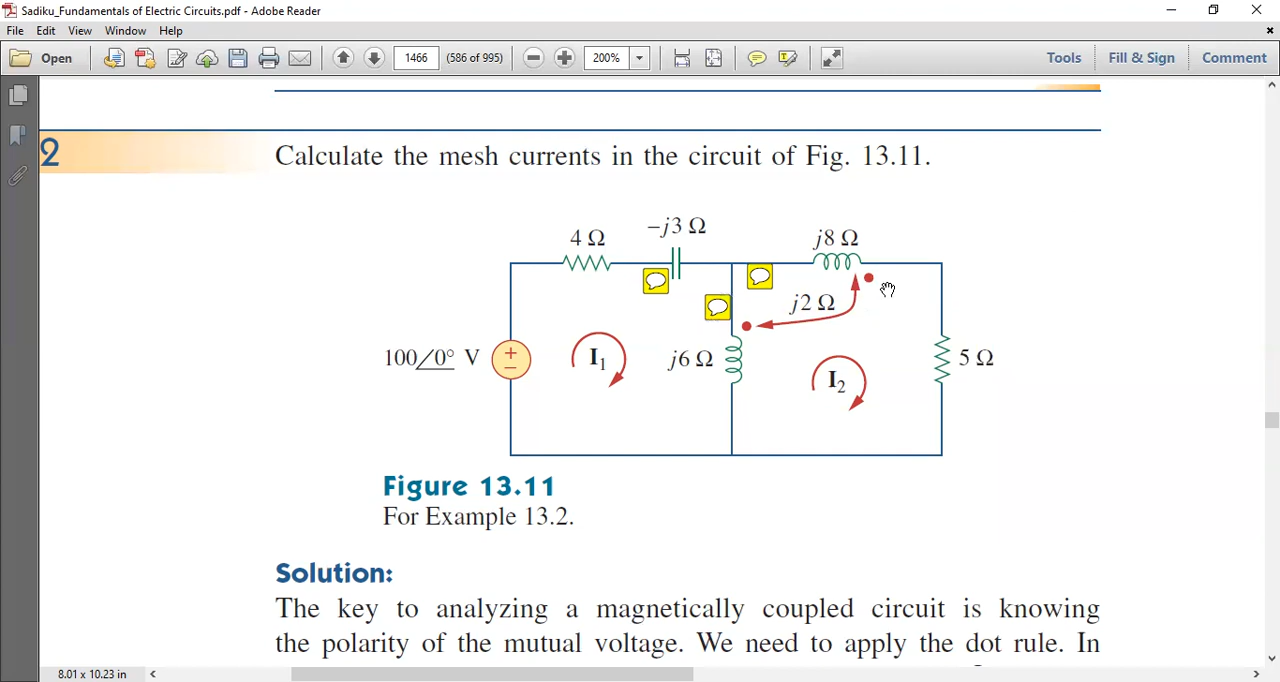 Sadiku_Fundamentals of Electric Circuits.pdf - Adobe Reader
File Edit View Window Help
Open 1466 (586 of 995) 200% Tools Fill & Sign Comment
2 Calculate the mesh currents in the circuit of Fig. 13.11.
4 Ω −j3 Ω j8 Ω
j2 Ω
100∠0° V + − I₁ j6 Ω I₂ 5 Ω
Figure 13.11
For Example 13.2.
Solution:
The key to analyzing a magnetically coupled circuit is knowing
the polarity of the mutual voltage. We need to apply the dot rule. In
8.01 x 10.23 in